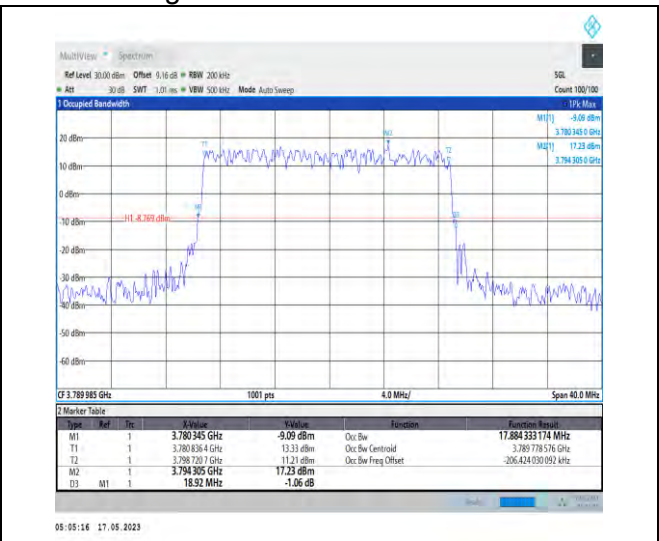 MultiView Spectrum
Ref Level 30.00 dBm Offset 9.16 dB RBW 200 kHz SGL
Att 30 dB SWT 1.01 ms VBW 500 kHz Mode Auto Sweep Count 100/100
1 Occupied Bandwidth 1Pk Max
M1[1] -9.09 dBm
3.780 345 0 GHz
M2[1] 17.23 dBm
3.794 305 0 GHz
20 dBm
T1
M2
T2
10 dBm
0 dBm
M1
H1 -8.769 dBm
D3
-10 dBm
-20 dBm
-30 dBm
-40 dBm
-50 dBm
-60 dBm
CF 3.789 985 GHz 1001 pts 4.0 MHz/ Span 40.0 MHz
2 Marker Table
Type Ref Trc X-Value Y-Value Function Function Result
M1 1 3.780 345 GHz -9.09 dBm Occ Bw 17.884 333 174 MHz
T1 1 3.780 836 4 GHz 13.33 dBm Occ Bw Centroid 3.789 778 576 GHz
T2 1 3.798 720 7 GHz 11.21 dBm Occ Bw Freq Offset -206.424 030 092 kHz
M2 1 3.794 305 GHz 17.23 dBm
D3 M1 1 18.92 MHz -1.06 dB
05:05:16 17.05.2023